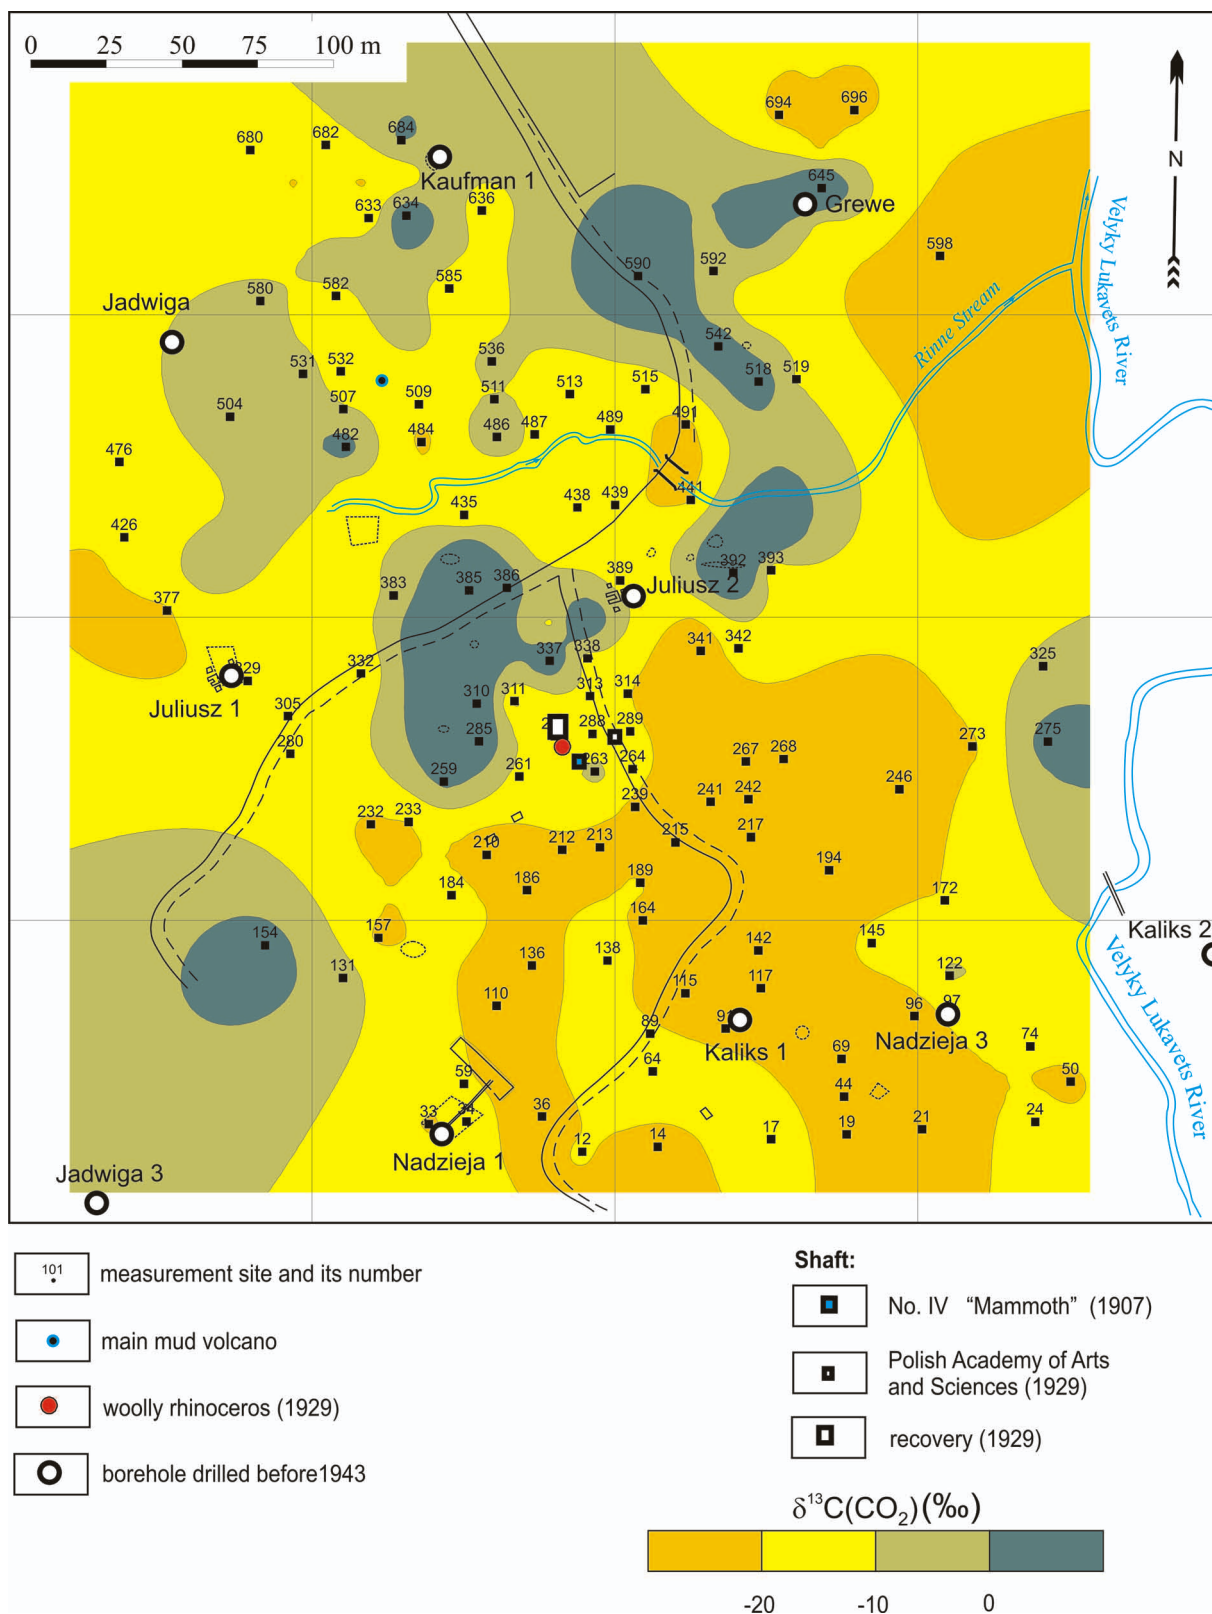 0 25 50 75 100 m
694 696
680 682 684
Kaufman 1
N
645
Grewe
633 634 636
Velyky Lukavets River
598
590 592
580 582 585
Jadwiga
Rinne Stream
542
531 532 536
518 519
504 507 509 511 513 515
476 482 484 486 487 489 491
426 435 438 439 441
377 383 385 386 389 392 393
Juliusz 2
329 332 337 338 341 342 325
Juliusz 1
305 310 311 313 314
280 285 288 289 273 275
259 261 263 264 267 268
232 233 239 241 242 246
210 212 213 215 217
184 186 189 194
157 164 172
154 136 138 142 145
Kaliks 2
131 110 115 117 122
89 96 97
Kaliks 1
Nadzieja 3
Velyky Lukavets River
59 64 69 74
50
33 34 36 44
12 14 17 19 21 24
Nadzieja 1
Jadwiga 3
101
measurement site and its number
main mud volcano
woolly rhinoceros (1929)
borehole drilled before1943
Shaft:
No. IV “Mammoth” (1907)
Polish Academy of Arts
and Sciences (1929)
recovery (1929)
δ¹³C(CO₂)(‰)
-20 -10 0